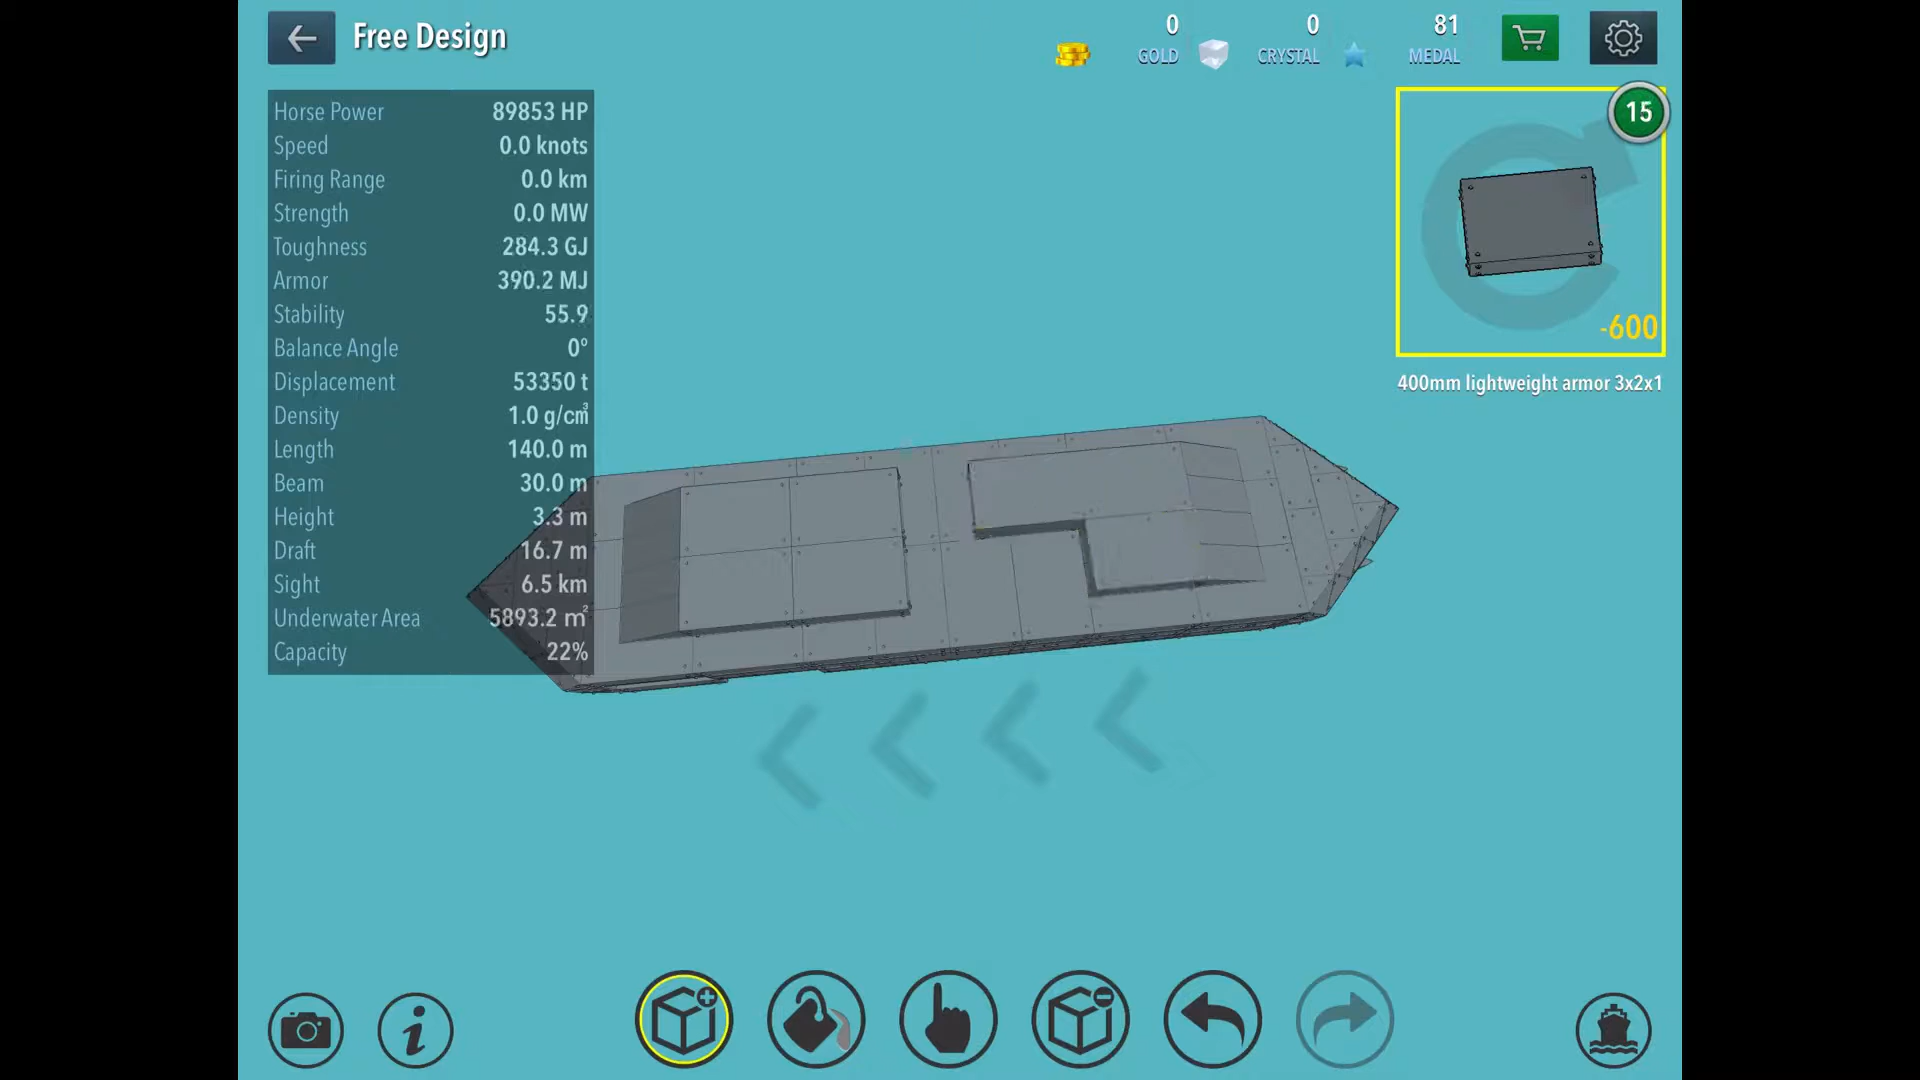 Free Design
0
GOLD
0
CRYSTAL
81
MEDAL
Horse Power 89853 HP
Speed 0.0 knots
Firing Range 0.0 km
Strength 0.0 MW
Toughness 284.3 GJ
Armor 390.2 MJ
Stability 55.9
Balance Angle 0°
Displacement 53350 t
Density 1.0 g/cm³
Length 140.0 m
Beam 30.0 m
Height 3.3 m
Draft 16.7 m
Sight 6.5 km
Underwater Area 5893.2 m²
Capacity 22%
15
-600
400mm lightweight armor 3x2x1